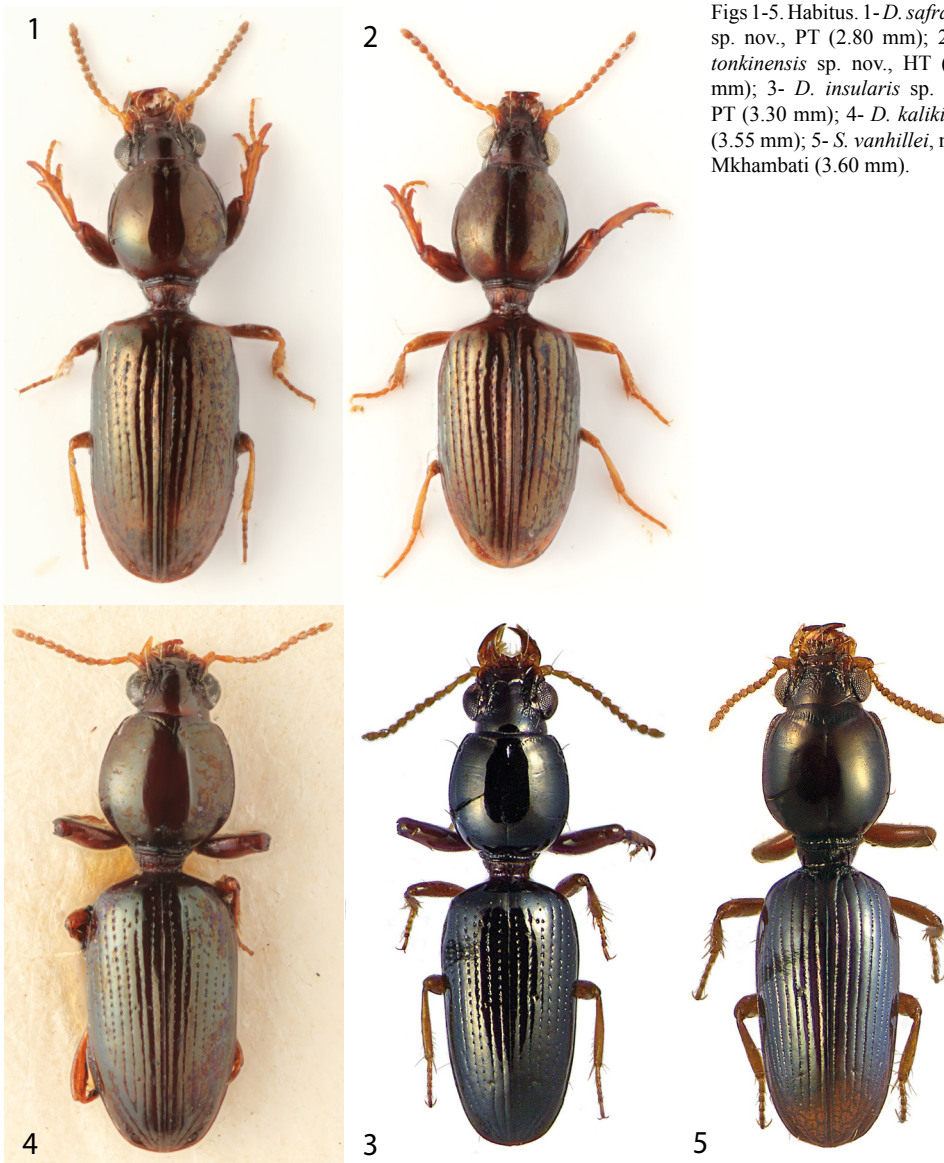 1
2
Figs 1-5. Habitus. 1- D. safra
sp. nov., PT (2.80 mm); 2
tonkinensis sp. nov., HT (
mm); 3- D. insularis sp.
PT (3.30 mm); 4- D. kaliki
(3.55 mm); 5- S. vanhillei,
Mkhambati (3.60 mm).
4
3
5